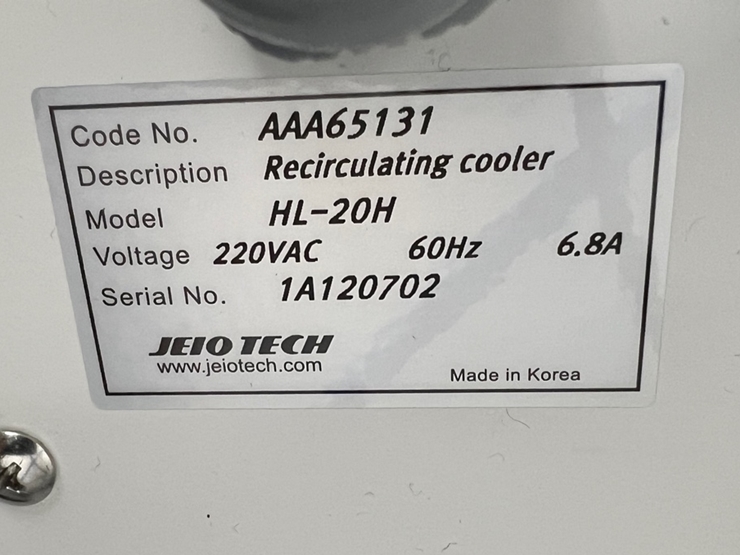 Code No. AAA65131
Description Recirculating cooler
Model HL-20H
Voltage 220VAC 60Hz 6.8A
Serial No. 1A120702
JEIO TECH
www.jeiotech.com
Made in Korea